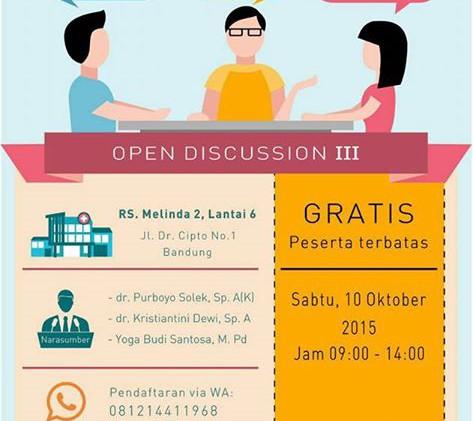 OPEN DISCUSSION III
RS. Melinda 2, Lantai 6
Jl. Dr. Cipto No.1
Bandung
Narasumber
- dr. Purboyo Solek, Sp. A(K)
- dr. Kristiantini Dewi, Sp. A
- Yoga Budi Santosa, M. Pd
Pendaftaran via WA:
081214411968
GRATIS
Peserta terbatas
Sabtu, 10 Oktober
2015
Jam 09:00 - 14:00